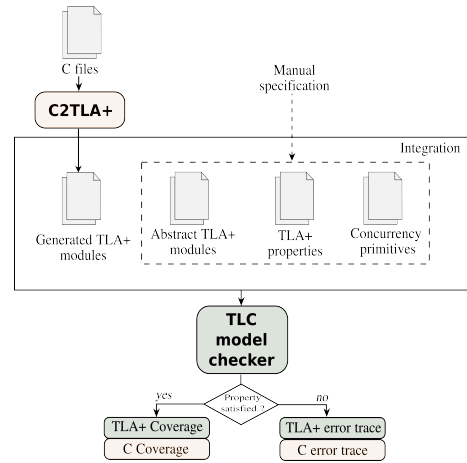 C files
C2TLA+
Manual
specification
Integration
Generated TLA+
modules
Abstract TLA+
modules
TLA+
properties
Concurrency
primitives
TLC
model
checker
Property
satisfied ?
yes
no
TLA+ Coverage
C Coverage
TLA+ error trace
C error trace